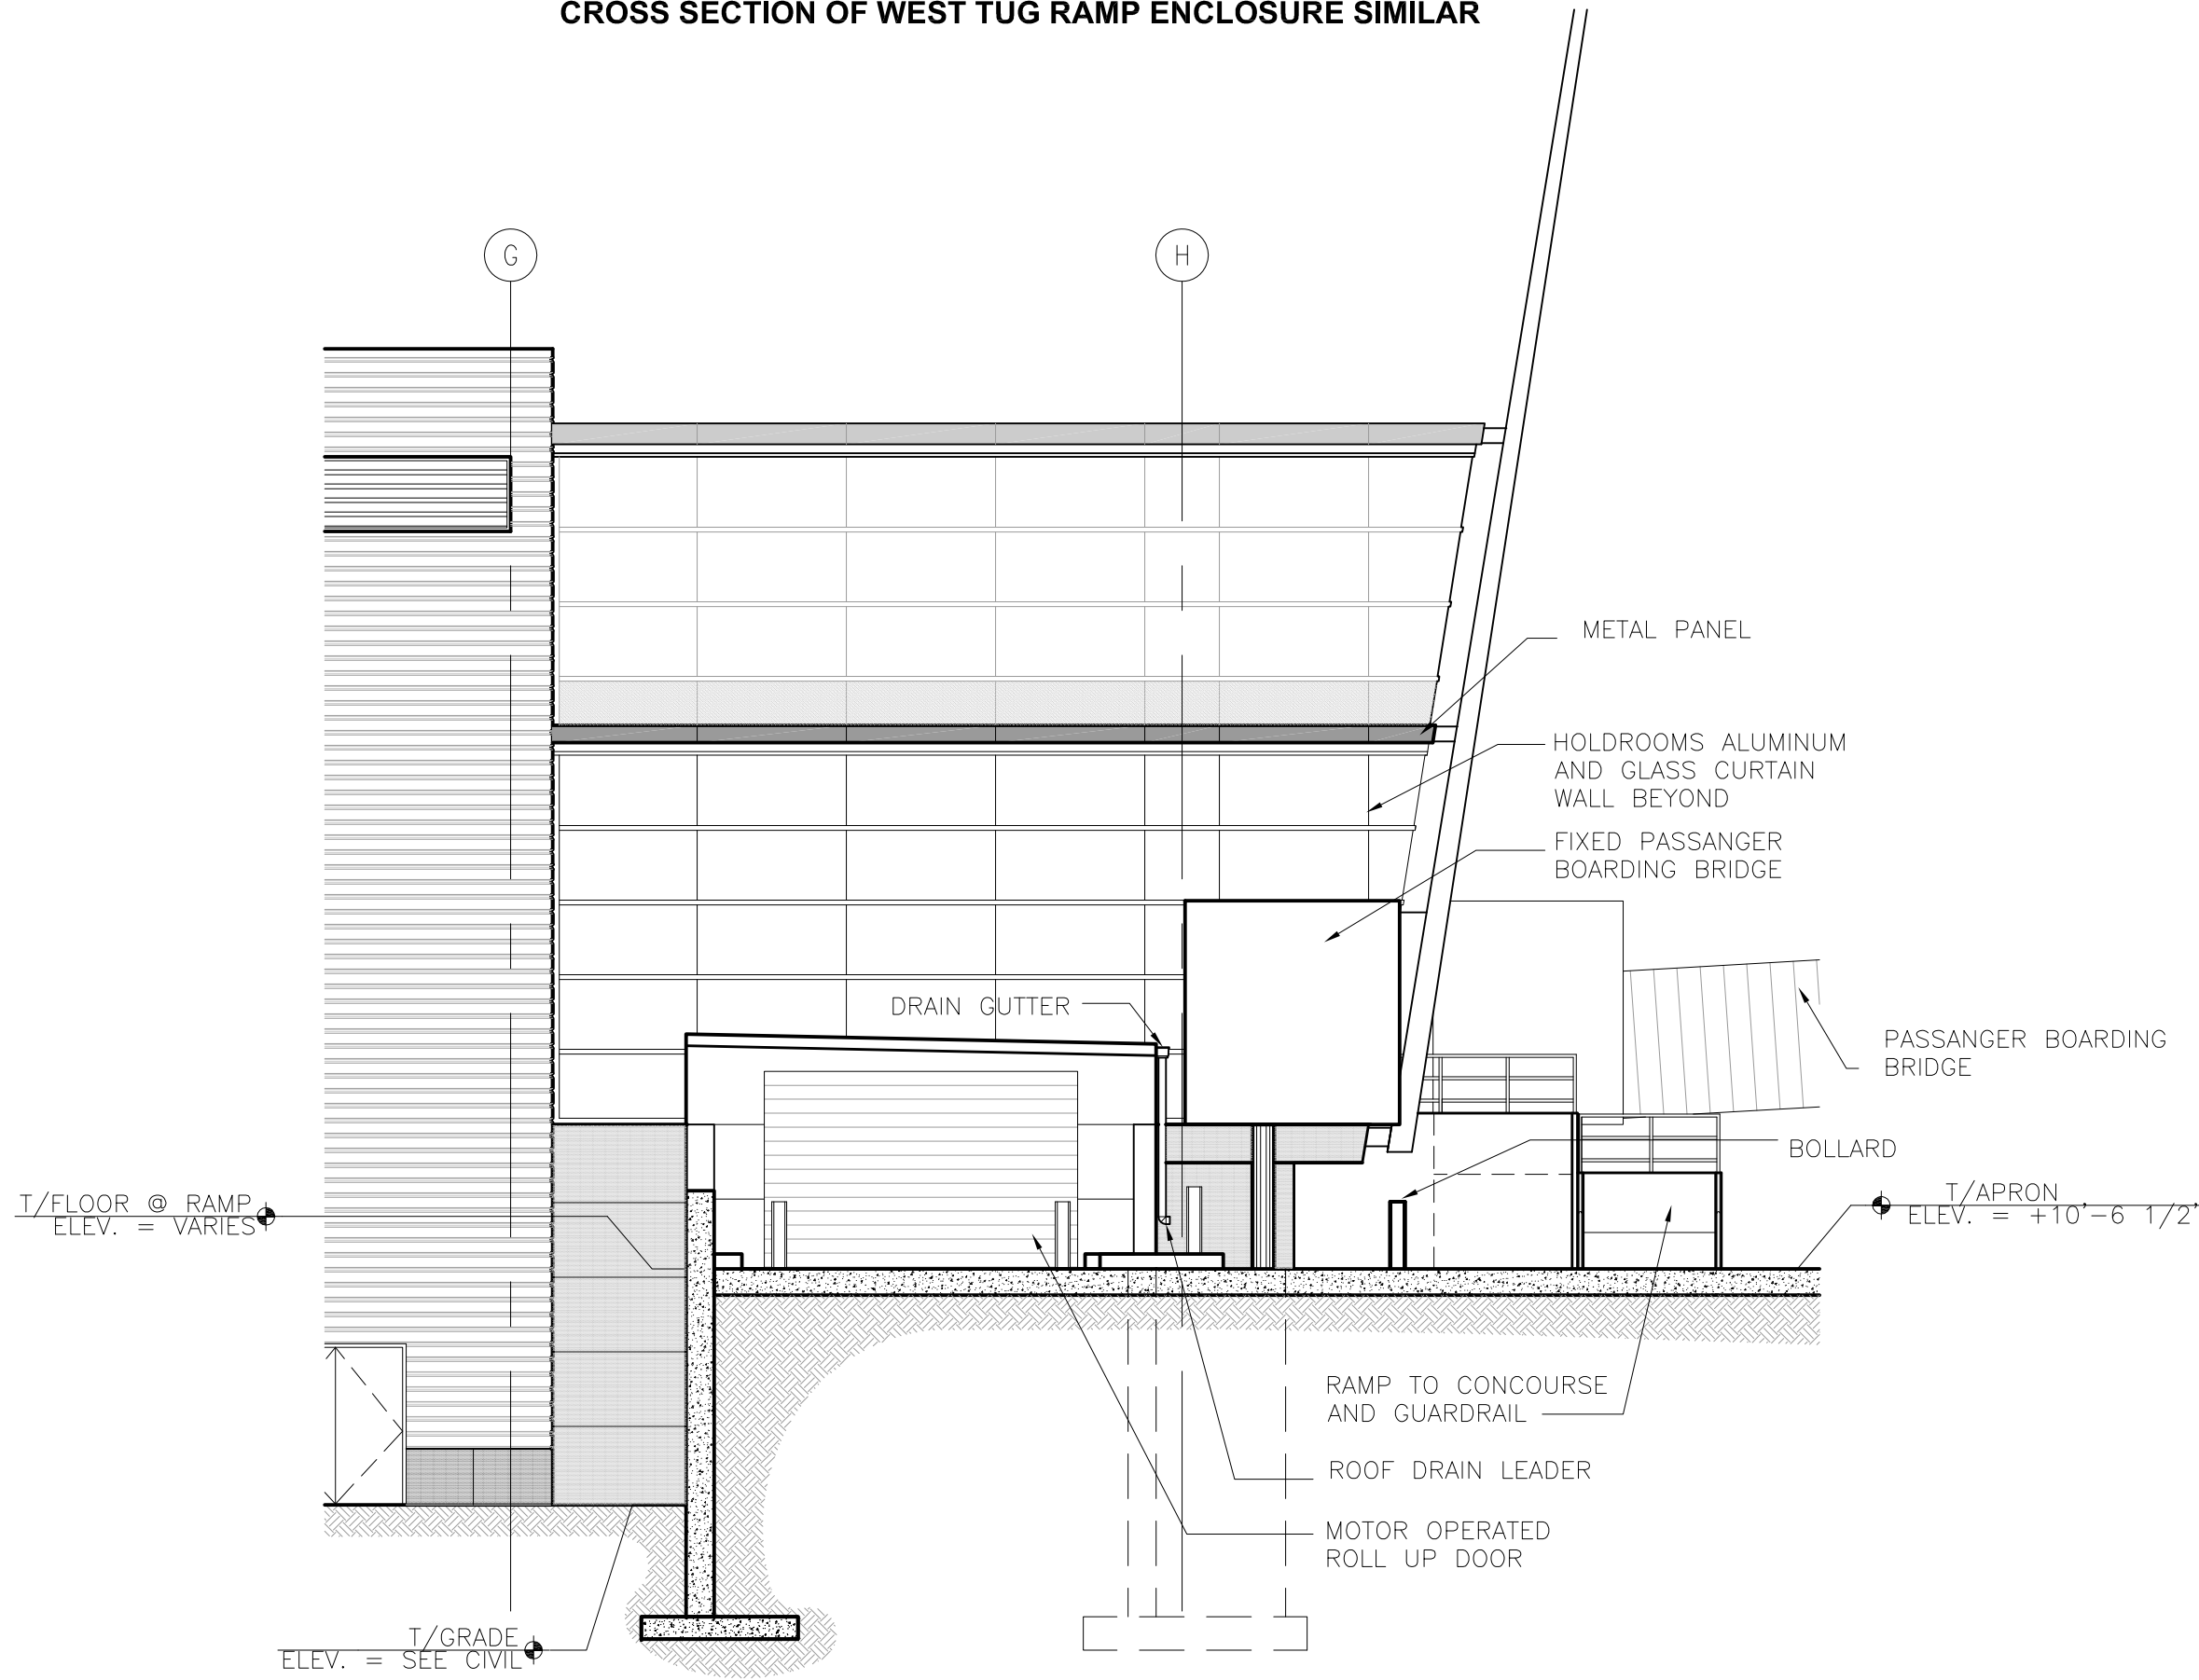 CROSS SECTION OF WEST TUG RAMP ENCLOSURE SIMILAR
G
H
METAL PANEL
HOLDROOMS ALUMINUM
AND GLASS CURTAIN
WALL BEYOND
FIXED PASSANGER
BOARDING BRIDGE
DRAIN GUTTER
PASSANGER BOARDING
BRIDGE
BOLLARD
T/FLOOR @ RAMP
ELEV. = VARIES
T/APRON
ELEV. = +10'-6 1/2'
RAMP TO CONCOURSE
AND GUARDRAIL
ROOF DRAIN LEADER
MOTOR OPERATED
ROLL UP DOOR
T/GRADE
ELEV. = SEE CIVIL